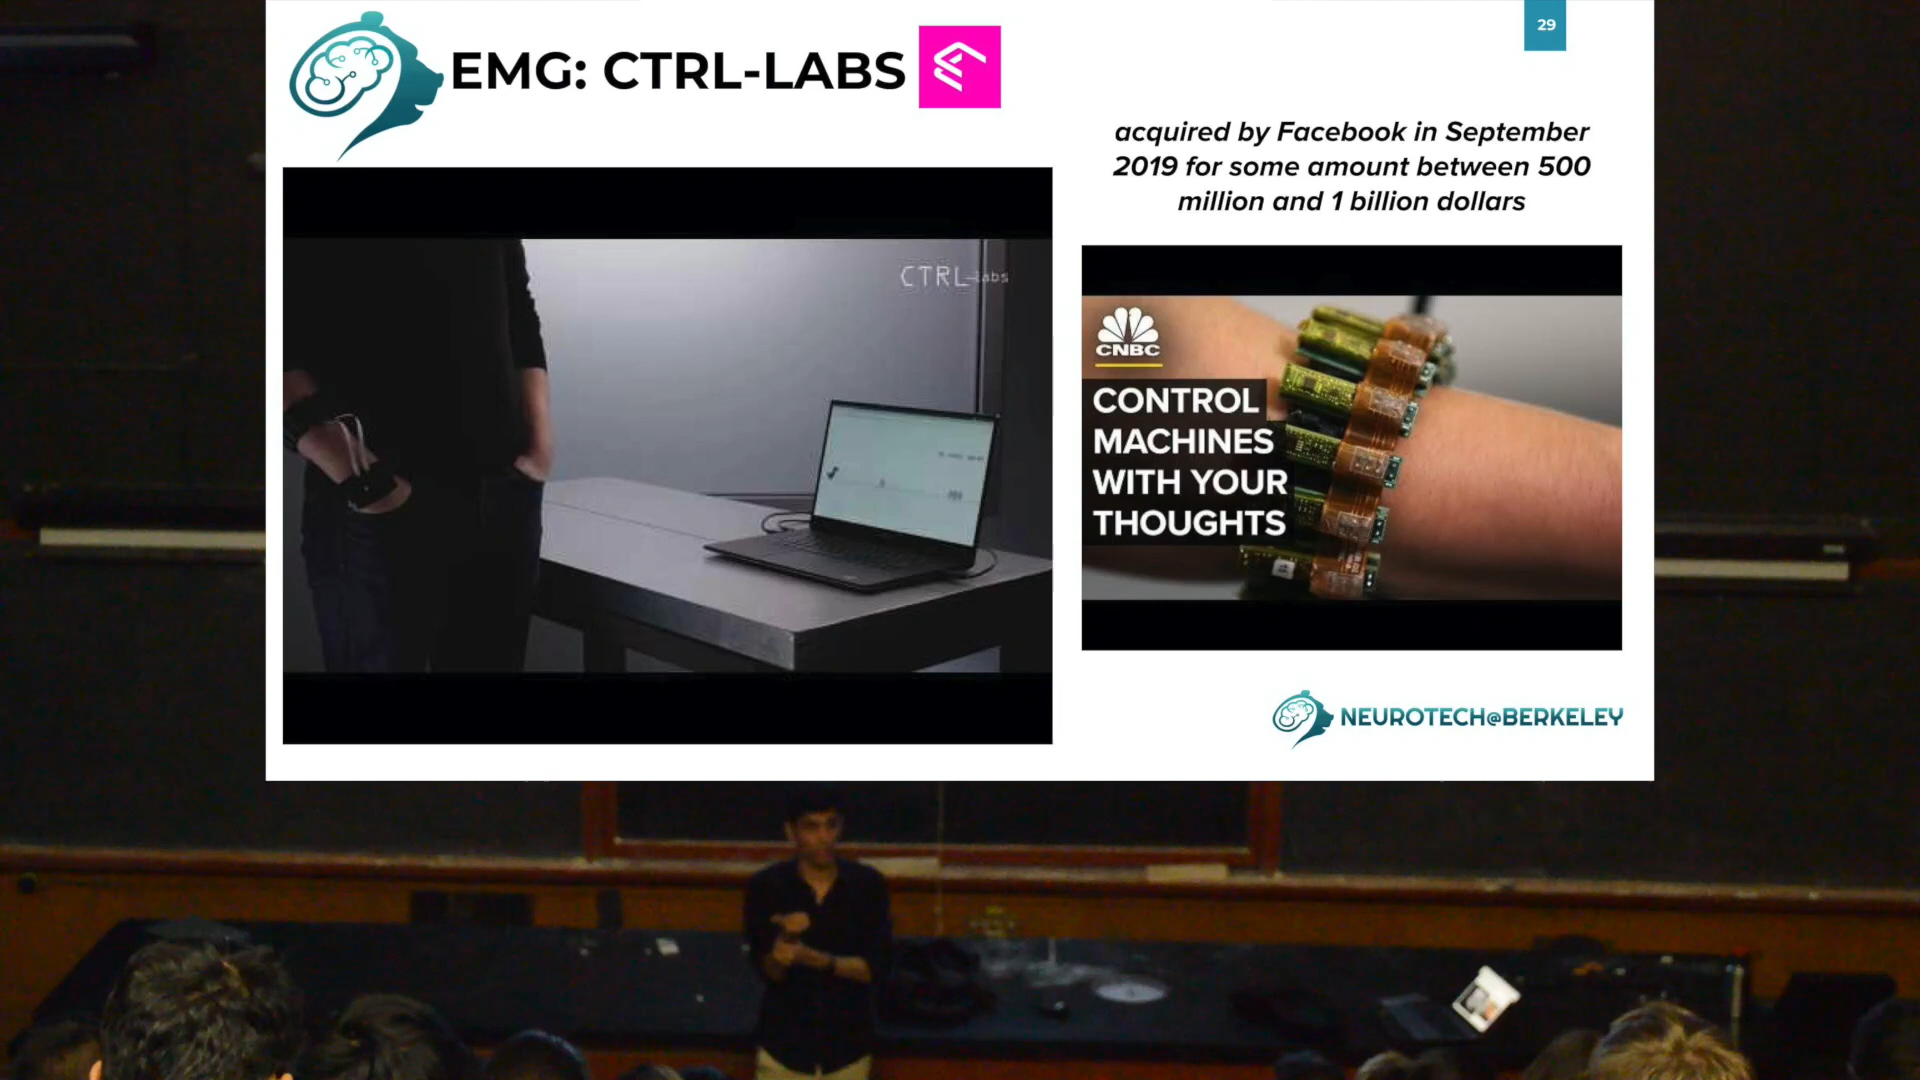 29
EMG: CTRL-LABS
acquired by Facebook in September
2019 for some amount between 500
million and 1 billion dollars
CTRL-labs
CNBC
CONTROL
MACHINES
WITH YOUR
THOUGHTS
NEUROTECH@BERKELEY